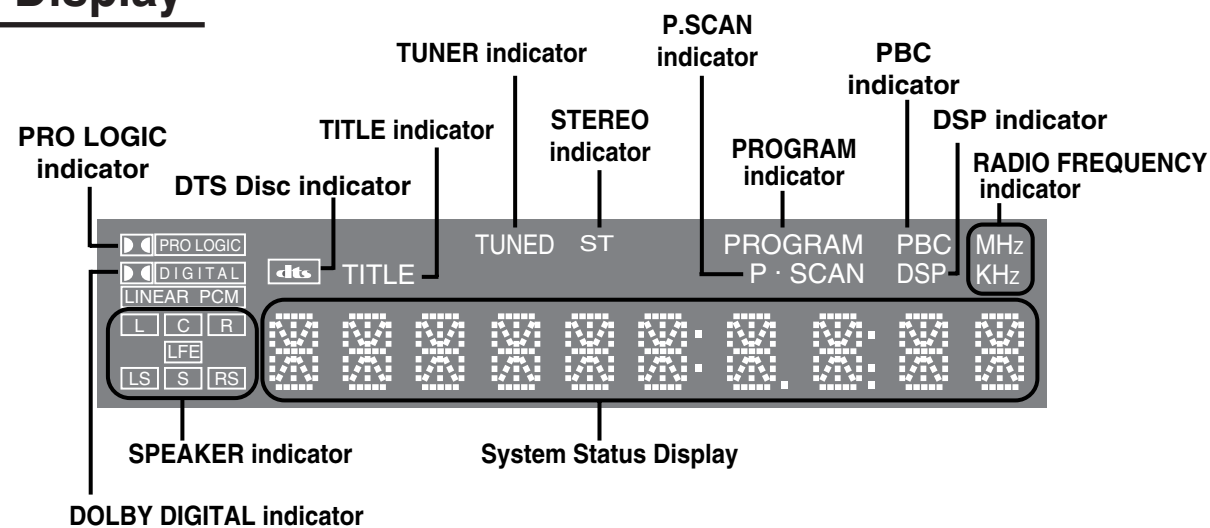 Display
P.SCAN
indicator
TUNER indicator
PBC
indicator
STEREO
indicator
TITLE indicator
DSP indicator
PRO LOGIC
indicator
PROGRAM
indicator
RADIO FREQUENCY
indicator
DTS Disc indicator
PRO LOGIC
TUNED ST PROGRAM PBC MHz
DIGITAL dts TITLE P · SCAN DSP KHz
LINEAR PCM
L C R
LFE
LS S RS
SPEAKER indicator
System Status Display
DOLBY DIGITAL indicator